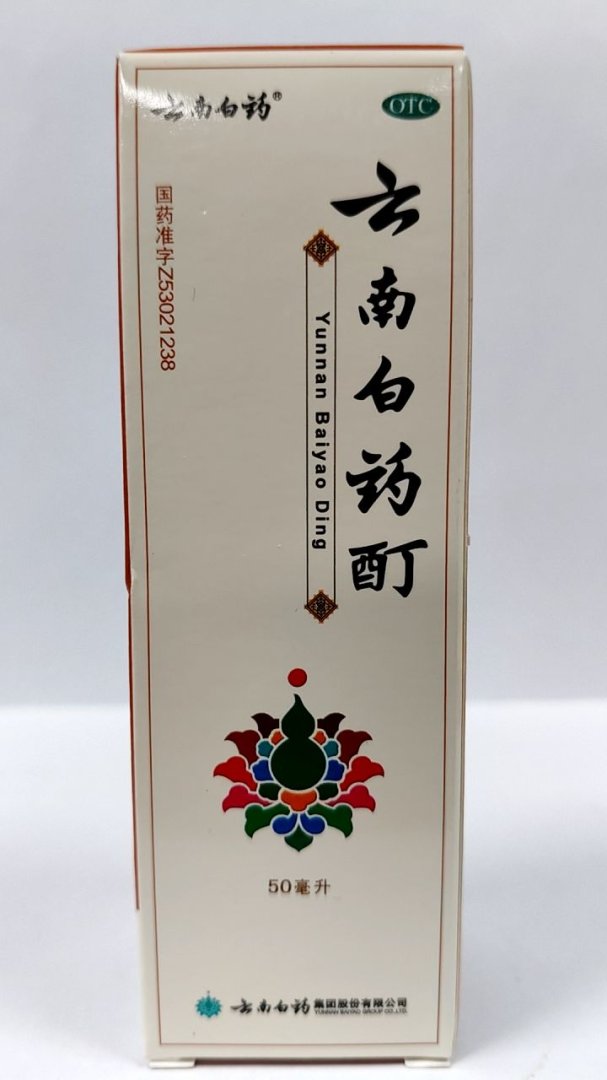 云南白药®
OTC
国药准字Z53021238
云南白药酊
Yunnan Baiyao Ding
50毫升
云南白药集团股份有限公司
YUNNAN BAIYAO GROUP CO.,LTD.